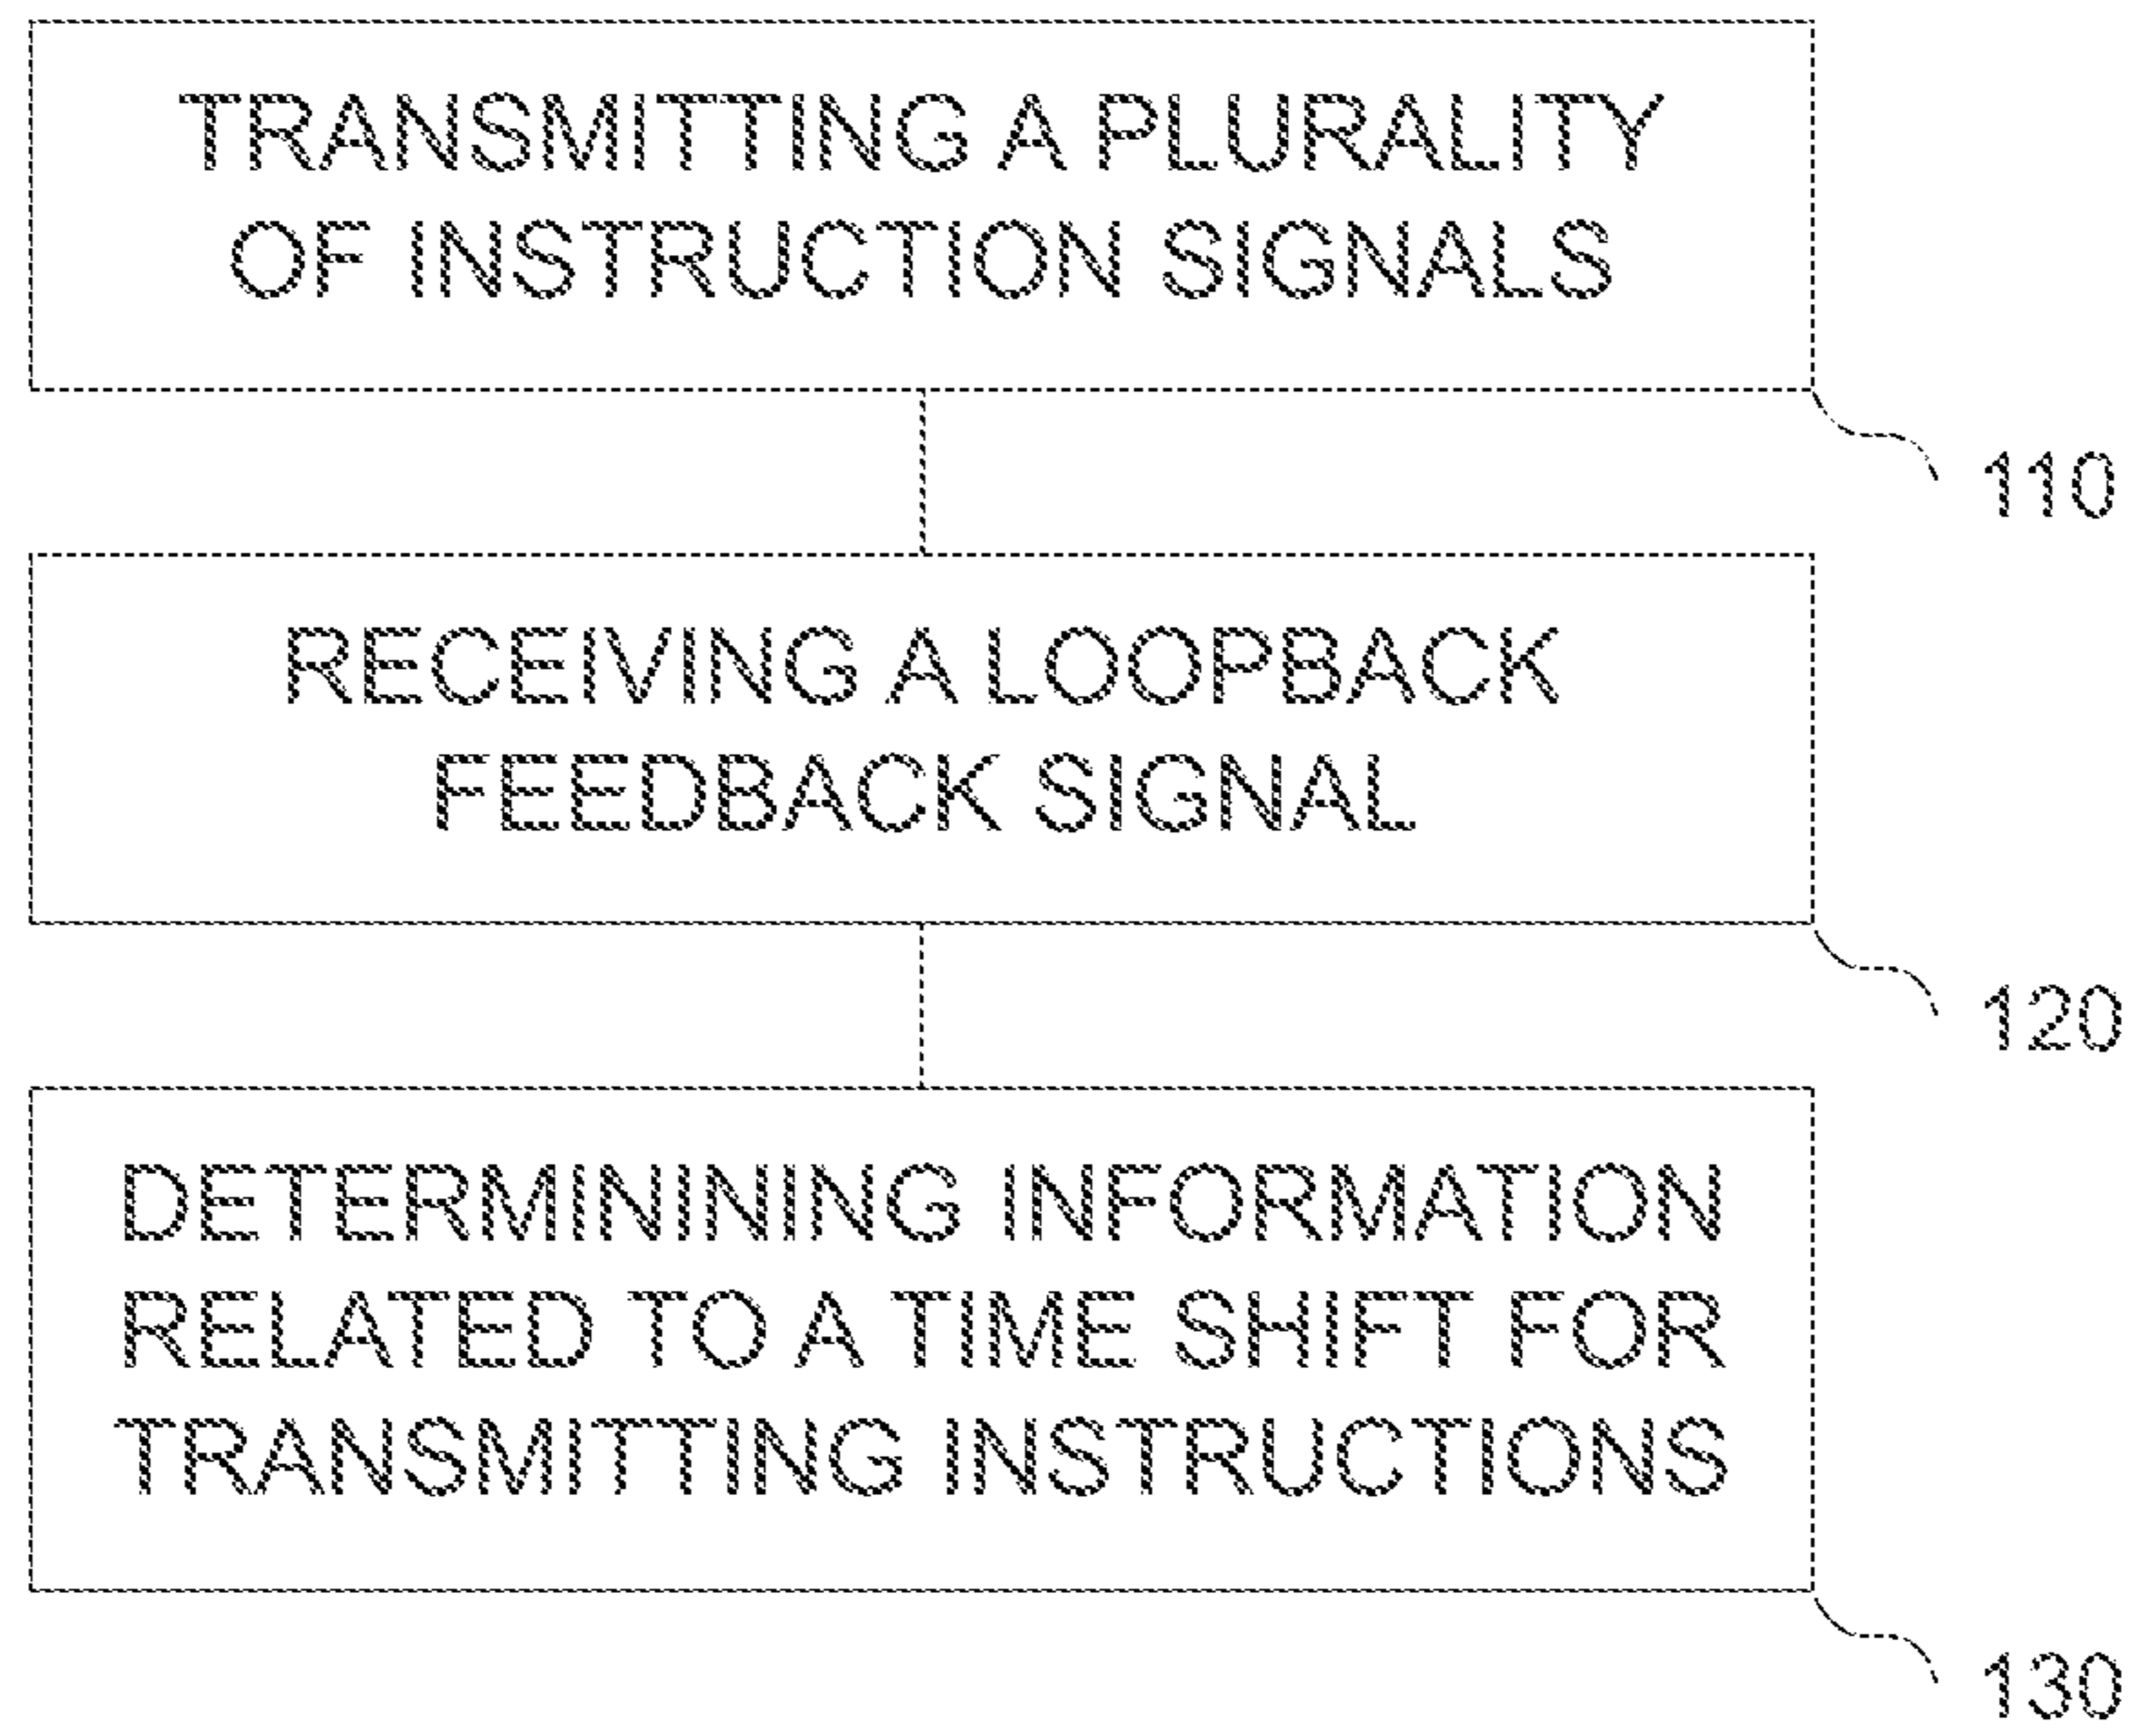 TRANSMITTING A PLURALITY
OF INSTRUCTION SIGNALS
110
RECEIVING A LOOPBACK
FEEDBACK SIGNAL
120
DETERMININING INFORMATION
RELATED TO A TIME SHIFT FOR
TRANSMITTING INSTRUCTIONS
130